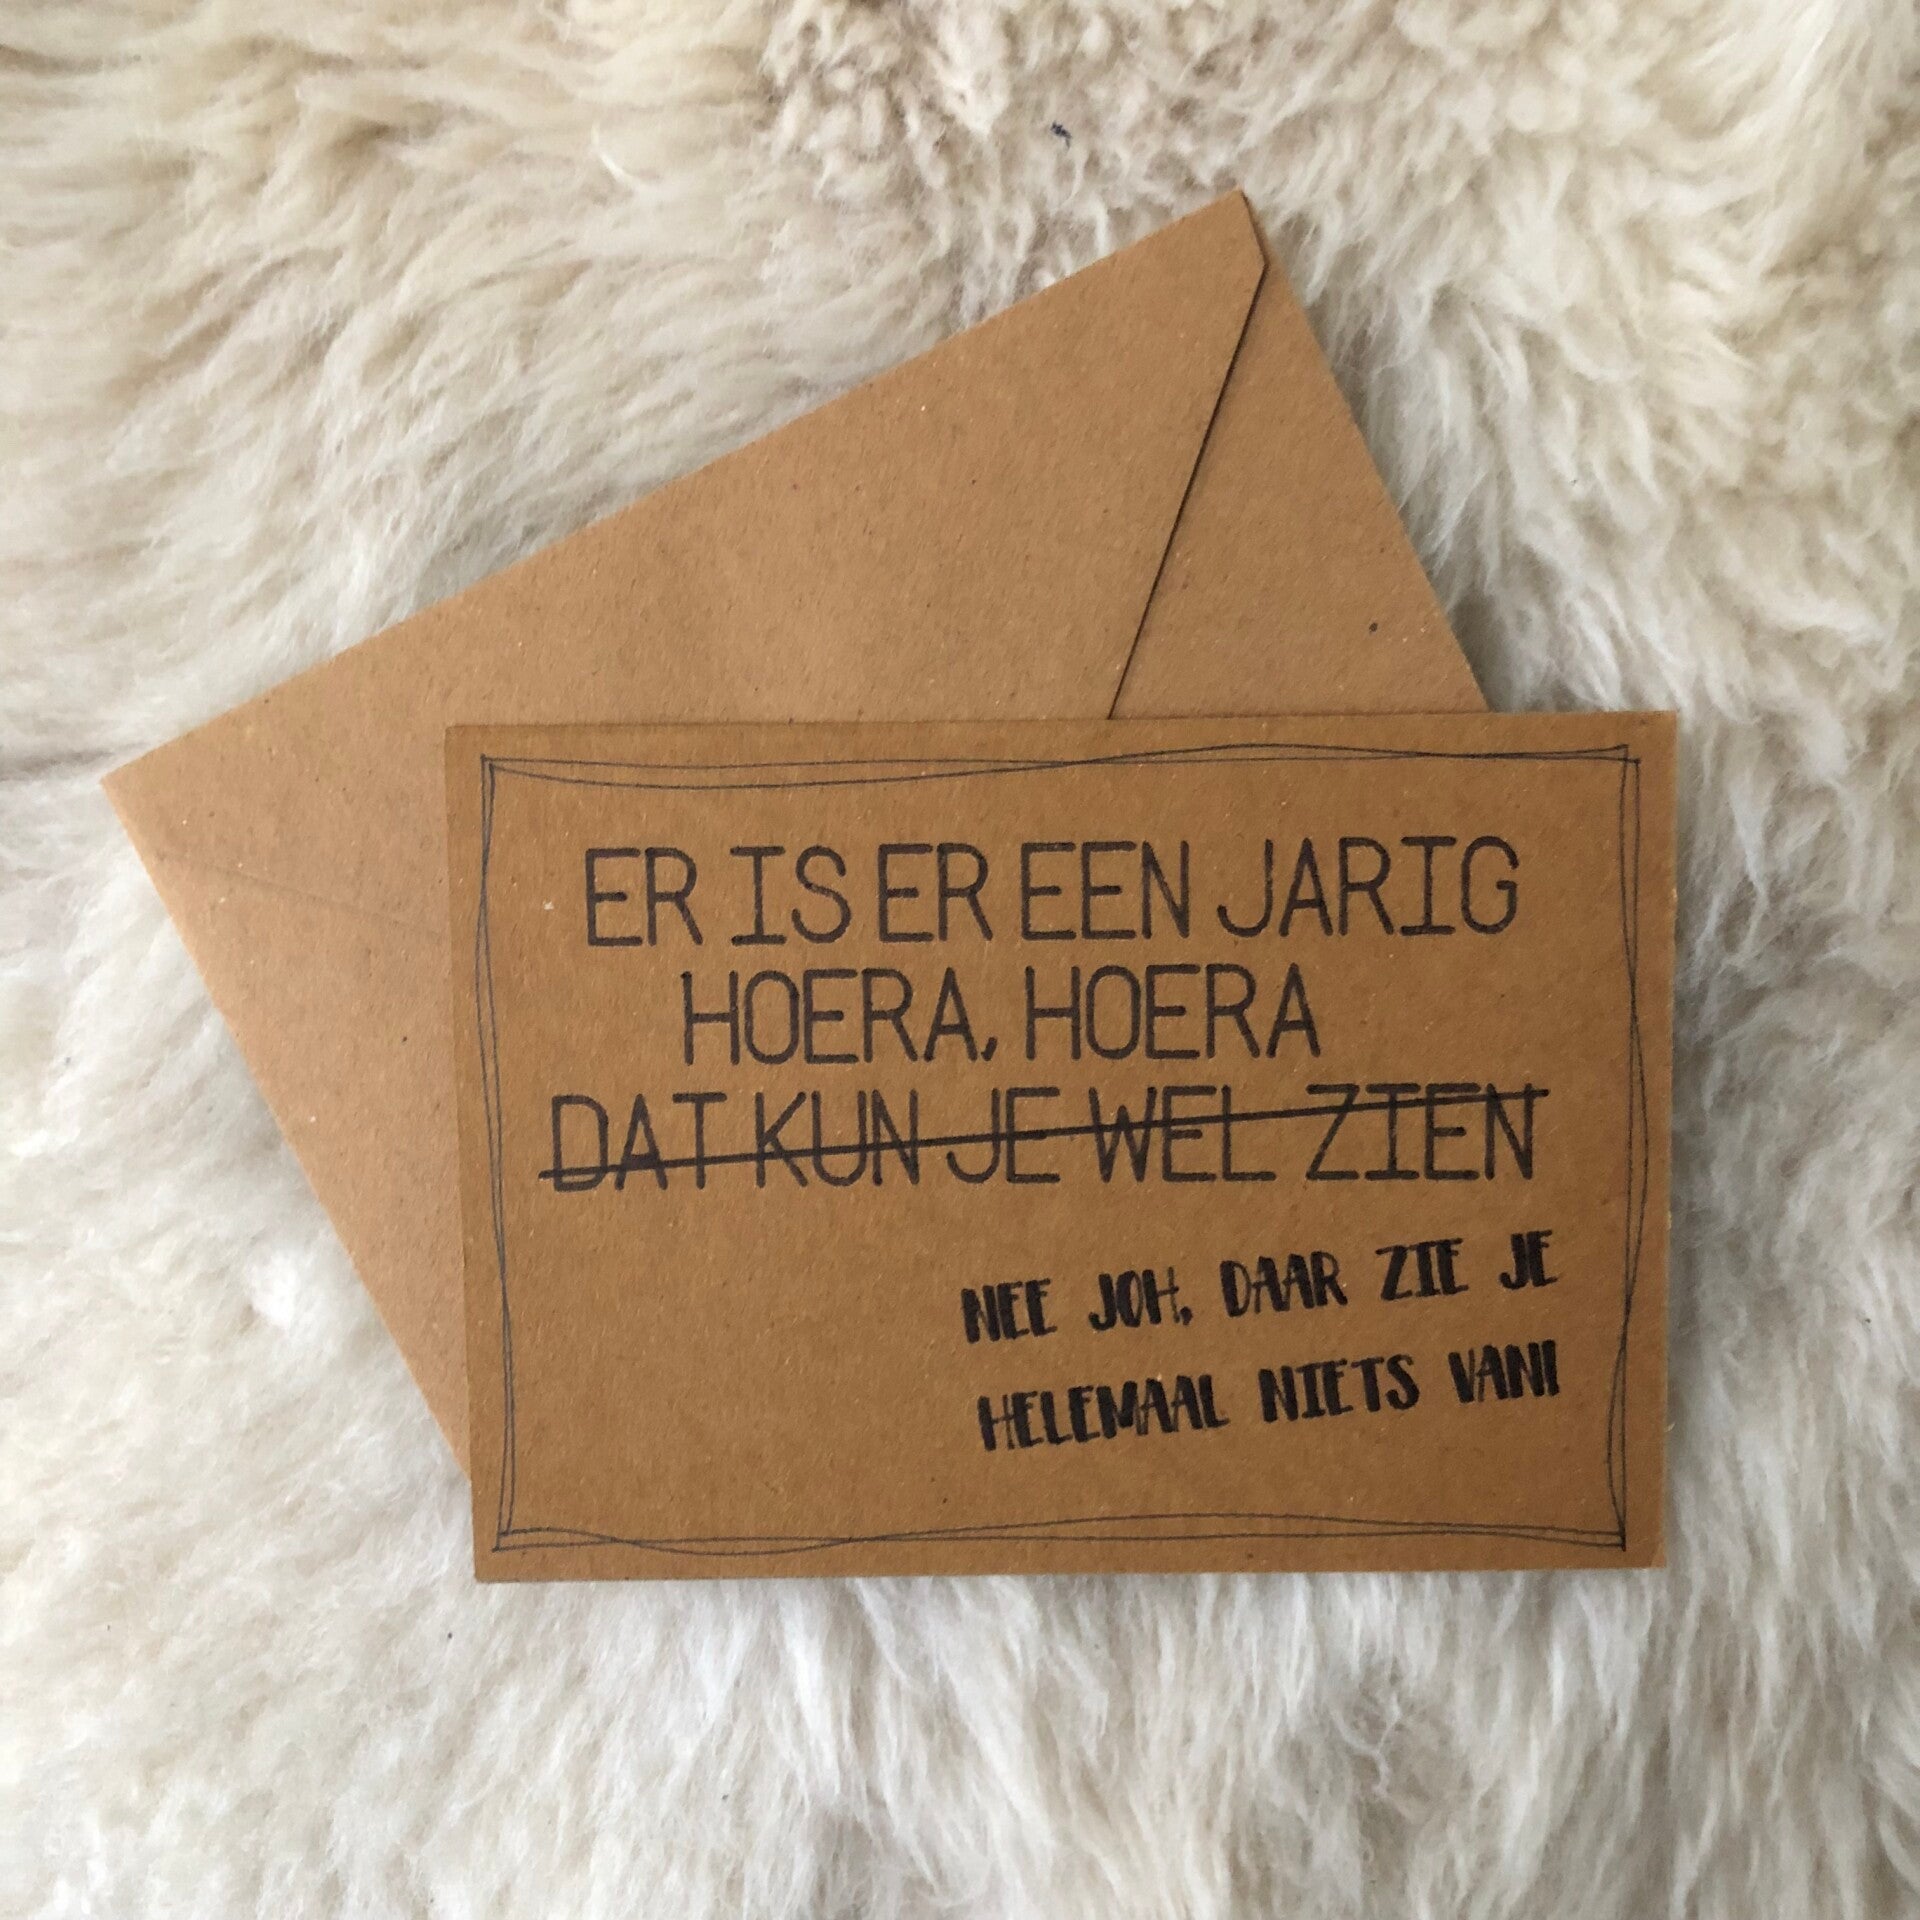 ER IS ER EEN JARIG
HOERA, HOERA
DAT KUN JE WEL ZIEN
NEE JOH, DAAR ZIE JE
HELEMAAL NIETS VAN!